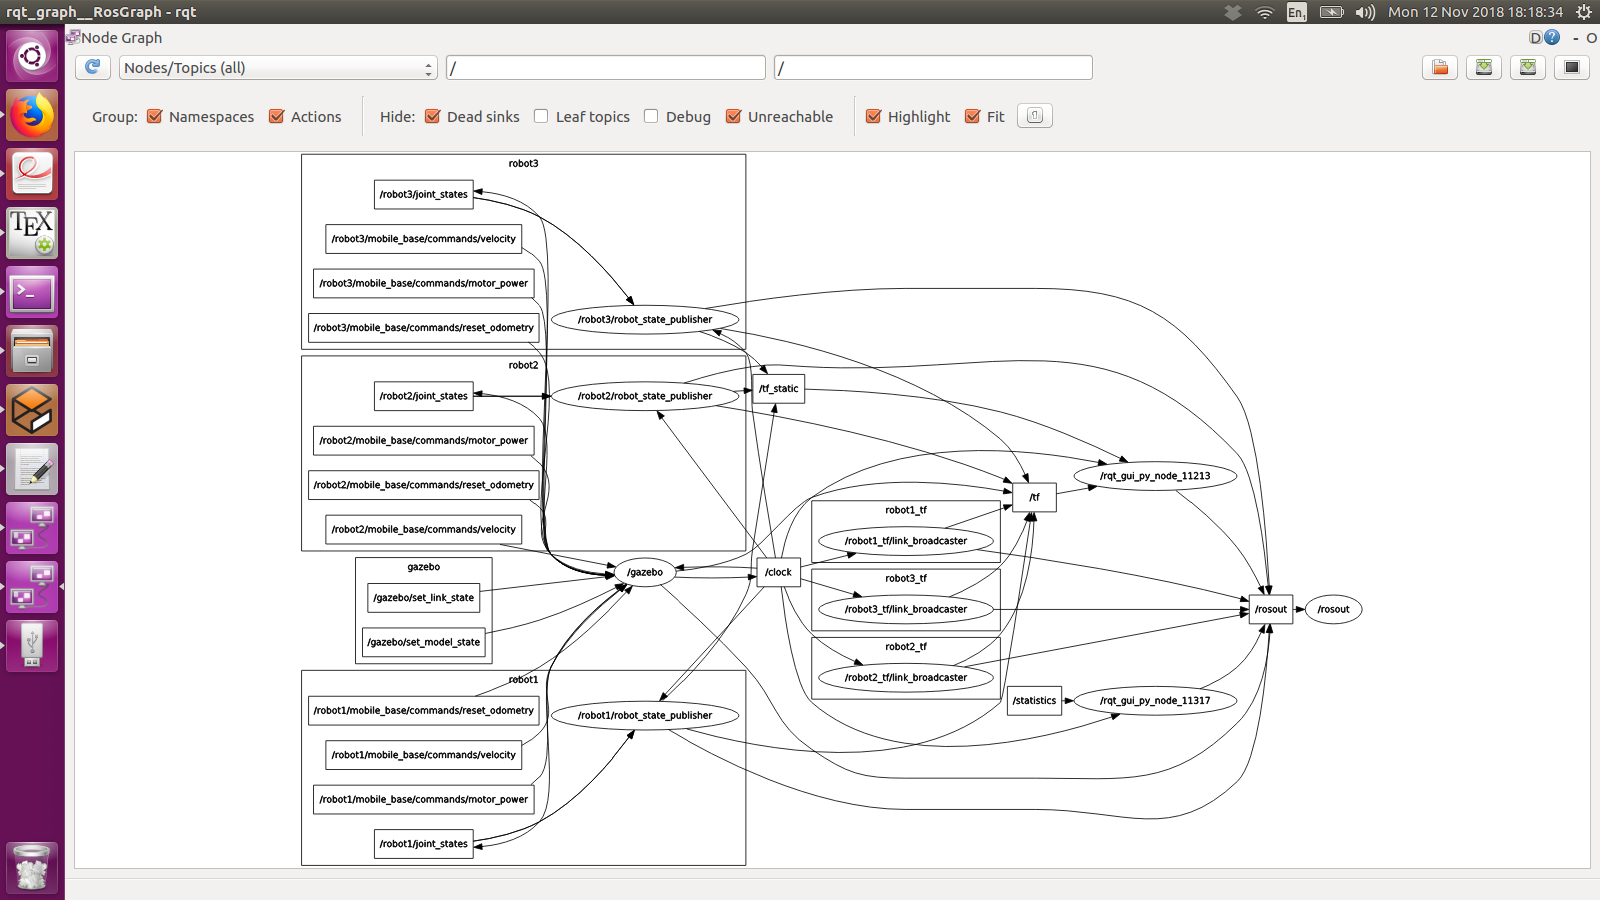 rqt_graph__RosGraph - rqt
En1
Mon 12 Nov 2018 18:18:34
Node Graph
D
- O
Nodes/Topics (all)
/
/
Group:
Namespaces
Actions
Hide:
Dead sinks
Leaf topics
Debug
Unreachable
Highlight
Fit
robot3
/robot3/joint_states
/robot3/mobile_base/commands/velocity
/robot3/mobile_base/commands/motor_power
/robot3/mobile_base/commands/reset_odometry
/robot3/robot_state_publisher
robot2
/robot2/joint_states
/robot2/robot_state_publisher
/tf_static
/robot2/mobile_base/commands/motor_power
/robot2/mobile_base/commands/reset_odometry
/robot2/mobile_base/commands/velocity
/rqt_gui_py_node_11213
/tf
robot1_tf
/robot1_tf/link_broadcaster
gazebo
/gazebo
/clock
/gazebo/set_link_state
/gazebo/set_model_state
robot3_tf
/robot3_tf/link_broadcaster
/rosout
/rosout
robot2_tf
/robot2_tf/link_broadcaster
/statistics
/rqt_gui_py_node_11317
robot1
/robot1/mobile_base/commands/reset_odometry
/robot1/robot_state_publisher
/robot1/mobile_base/commands/velocity
/robot1/mobile_base/commands/motor_power
/robot1/joint_states
TEX
>_